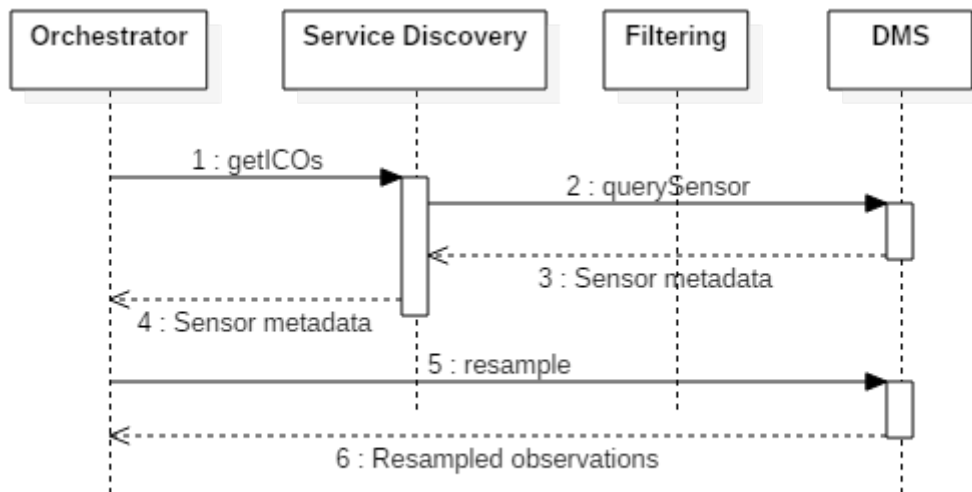 Orchestrator
Service Discovery
Filtering
DMS
1 : getICOs
2 : querySensor
3 : Sensor metadata
4 : Sensor metadata
5 : resample
6 : Resampled observations